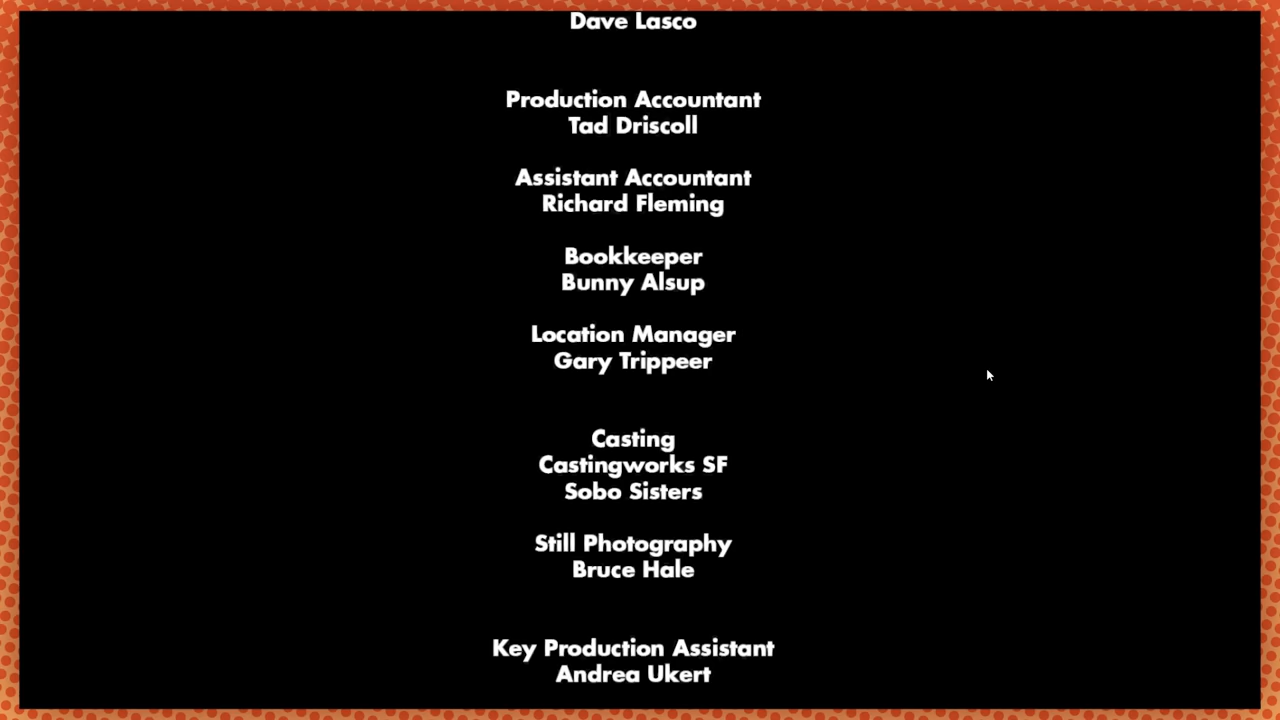 Dave Lasco
Production Accountant
Tad Driscoll
Assistant Accountant
Richard Fleming
Bookkeeper
Bunny Alsup
Location Manager
Gary Trippeer
Casting
Castingworks SF
Sobo Sisters
Still Photography
Bruce Hale
Key Production Assistant
Andrea Ukert